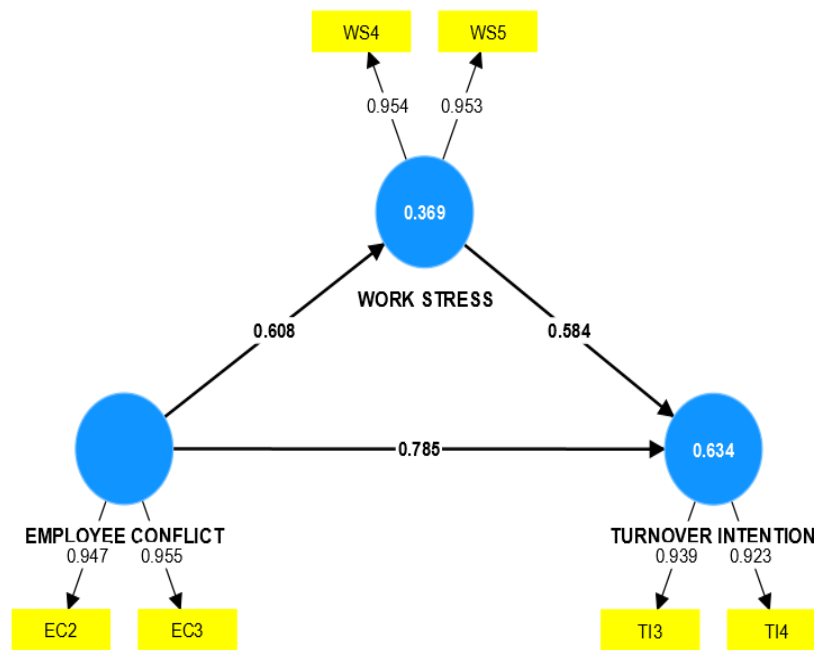 WS4 WS5
0.954 0.953
0.369
WORK STRESS
0.608 0.584
0.785
0.634
EMPLOYEE CONFLICT TURNOVER INTENTION
0.947 0.955 0.939 0.923
EC2 EC3 TI3 TI4